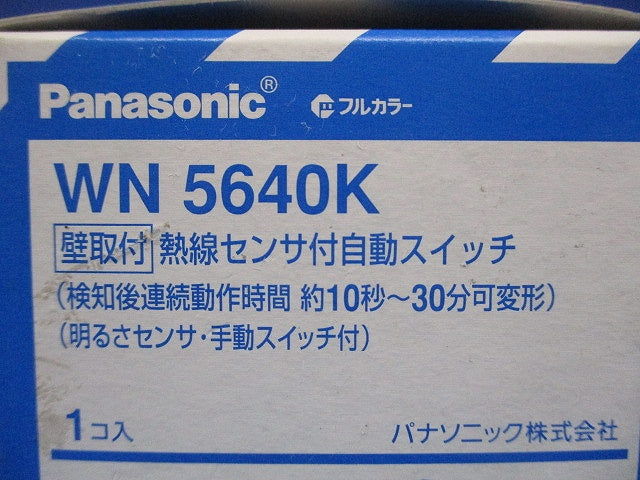 Panasonic® フルカラー
WN 5640K
壁取付 熱線センサ付自動スイッチ
(検知後連続動作時間 約10秒～30分可変形)
(明るさセンサ・手動スイッチ付)
1コ入 パナソニック株式会社